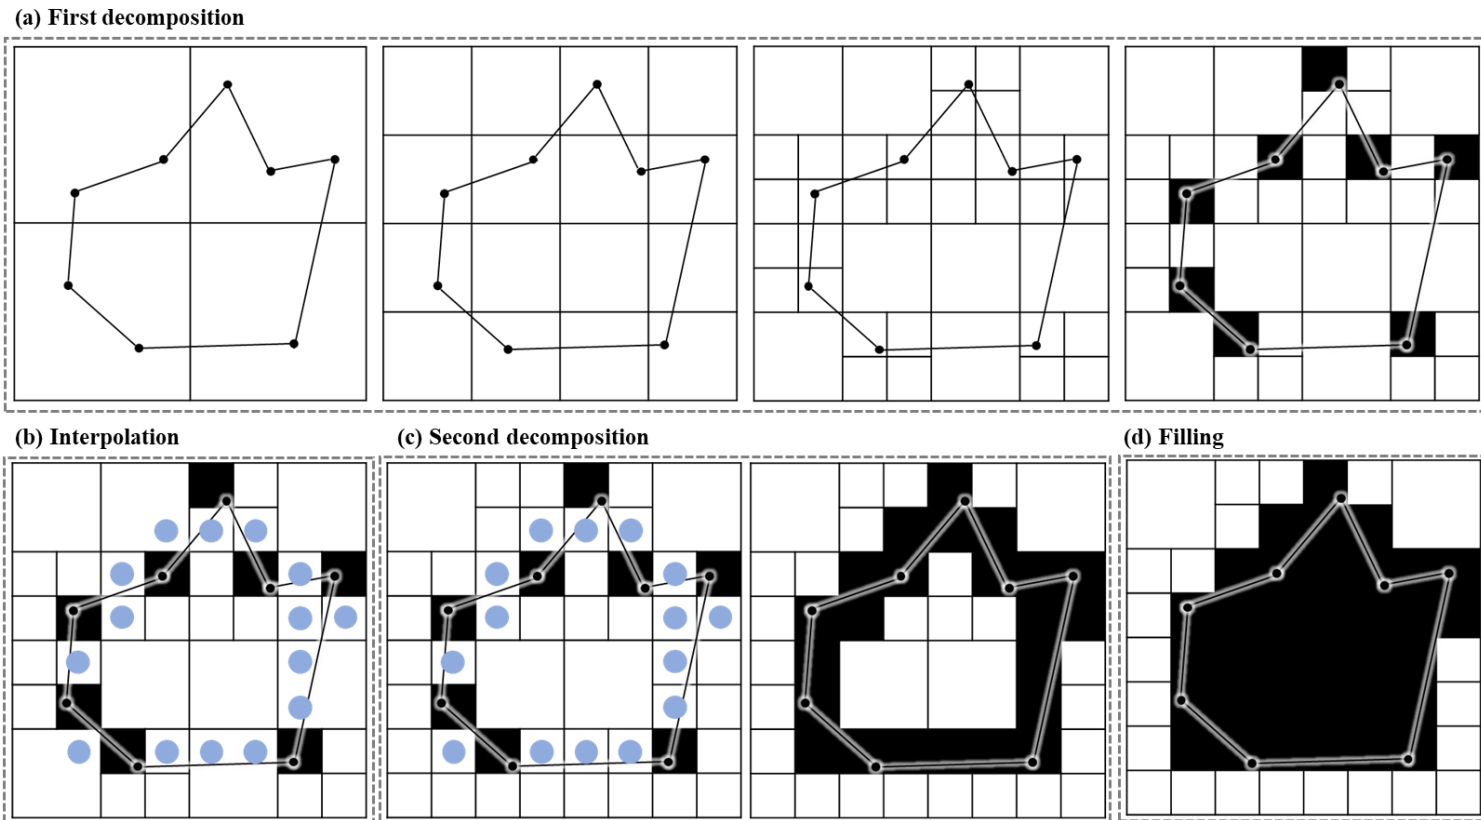 (a) First decomposition
(b) Interpolation
(c) Second decomposition
(d) Filling